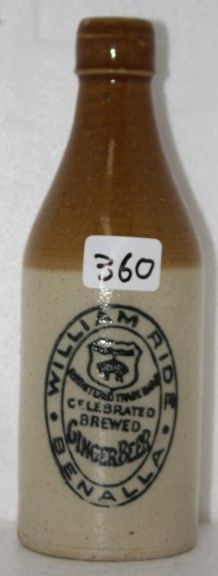 360
WILLIAM RIDE
REGISTERED TRADE MARK
CELEBRATED
BREWED
GINGER BEER
BENALLA